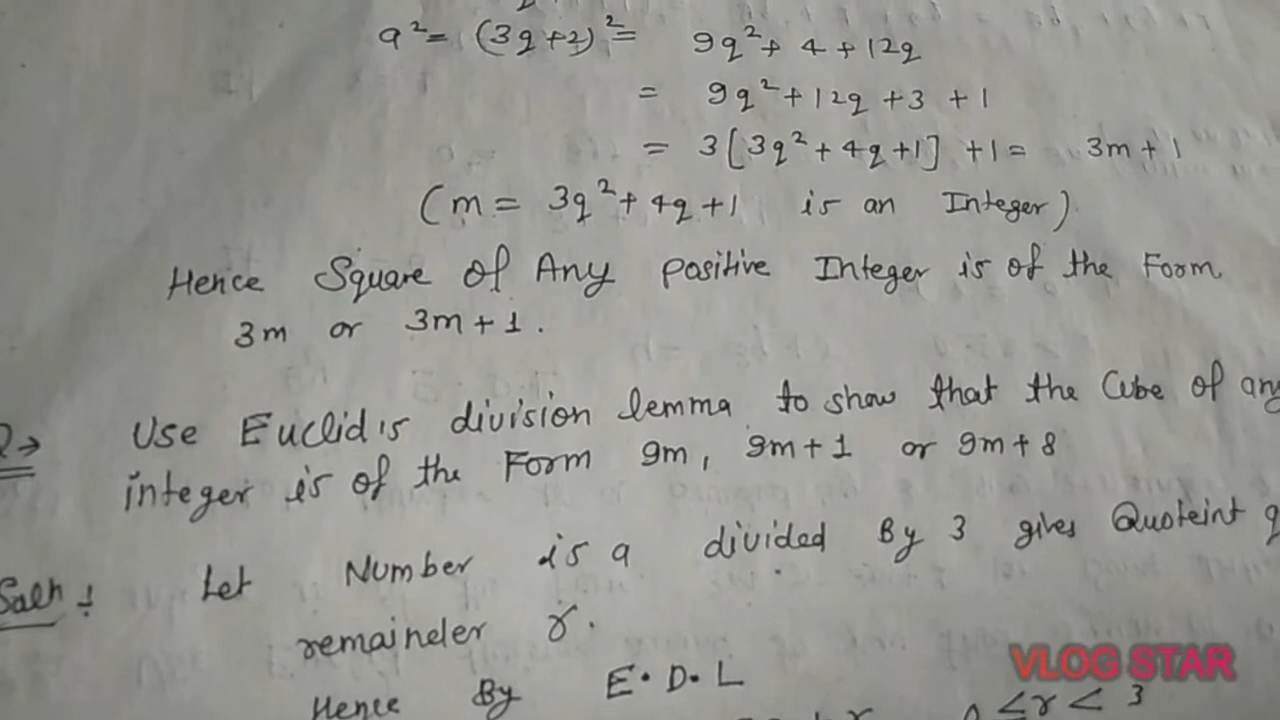 a² = (3q+2)² = 9q² + 4 + 12q
= 9q² + 12q + 3 + 1
= 3[3q² + 4q + 1] + 1 = 3m + 1
(m = 3q² + 4q + 1 is an Integer).
Hence Square of Any positive Integer is of the Form
3m or 3m + 1.
Use Euclid's division lemma to show that the Cube of any
integer is of the Form 9m, 9m + 1 or 9m + 8
Soln :- Let Number is a divided By 3 gives Quoteint q
remainder r.
Hence By E.D.L
0 ≤ r < 3
VLOG STAR